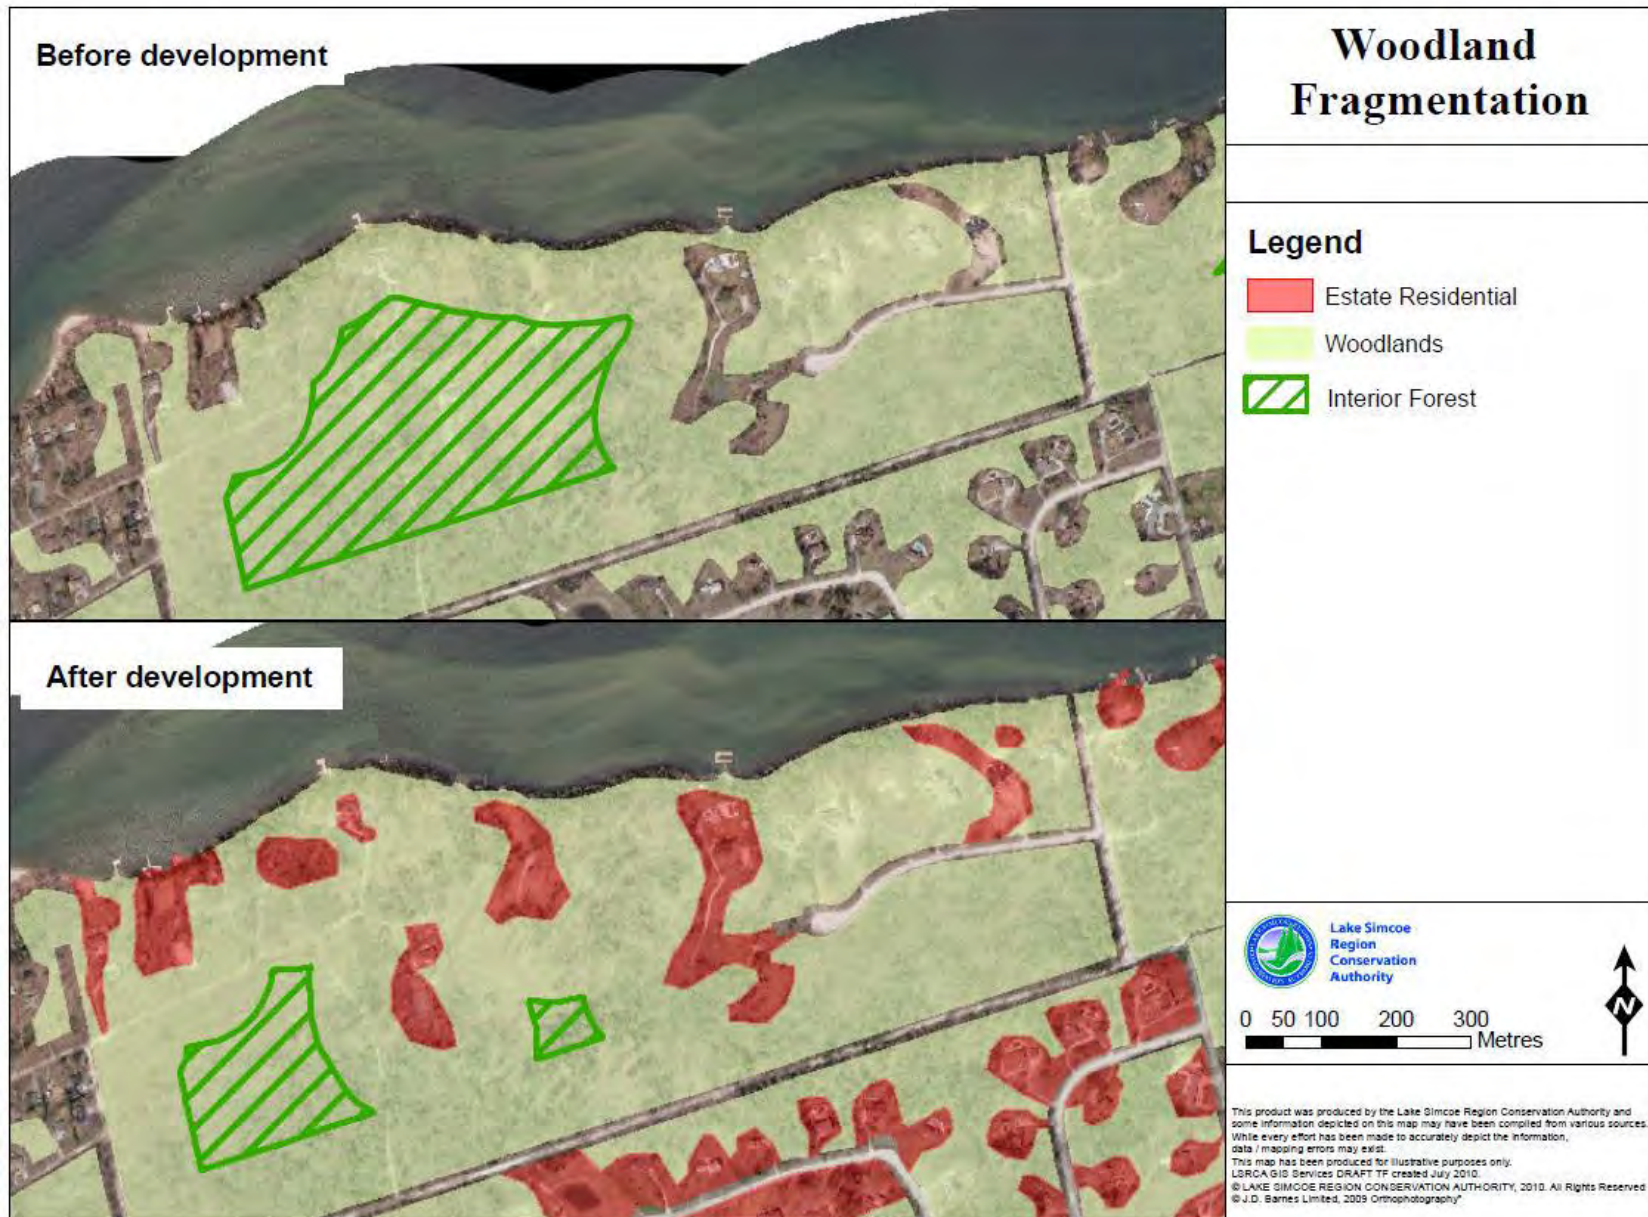 Before development
Woodland
Fragmentation
Legend
Estate Residential
Woodlands
Interior Forest
After development
Lake Simcoe
Region
Conservation
Authority
0 50 100 200 300
Metres
N
This product was produced by the Lake Simcoe Region Conservation Authority and
some information depicted on this map may have been compiled from various sources.
While every effort has been made to accurately depict the information,
data / mapping errors may exist.
This map has been produced for illustrative purposes only.
LSRCA GIS Services DRAFT TF created July 2010.
© LAKE SIMCOE REGION CONSERVATION AUTHORITY, 2010. All Rights Reserved
© J.D. Barnes Limited, 2009 Orthophotography"